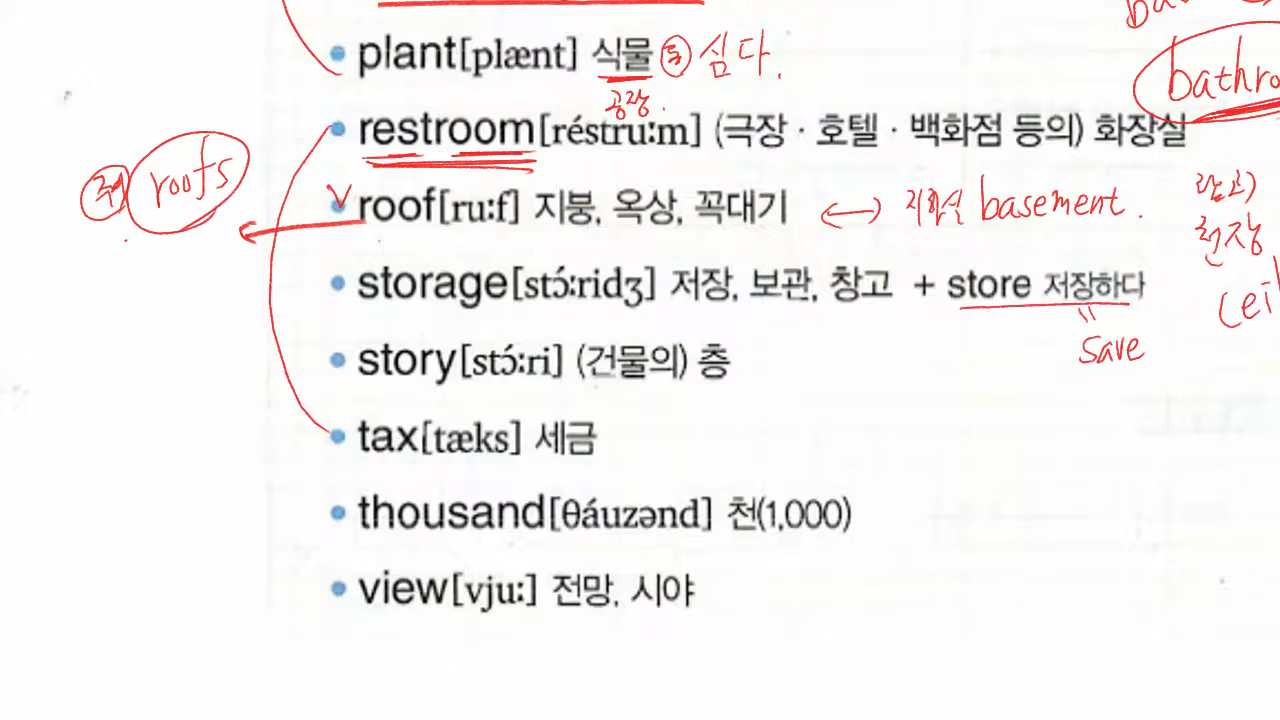 plant[plænt] 식물 동 심다.
공장.
bathro
restroom[réstru:m] (극장·호텔·백화점 등의) 화장실
roofs
roof[ru:f] 지붕, 옥상, 꼭대기 ↔ 지하실 basement.
참고)
천장
ceil
storage[stɔ́:ridʒ] 저장, 보관, 창고 + store 저장하다
save
story[stɔ́:ri] (건물의) 층
tax[tæks] 세금
thousand[θáuzənd] 천(1,000)
view[vju:] 전망, 시야